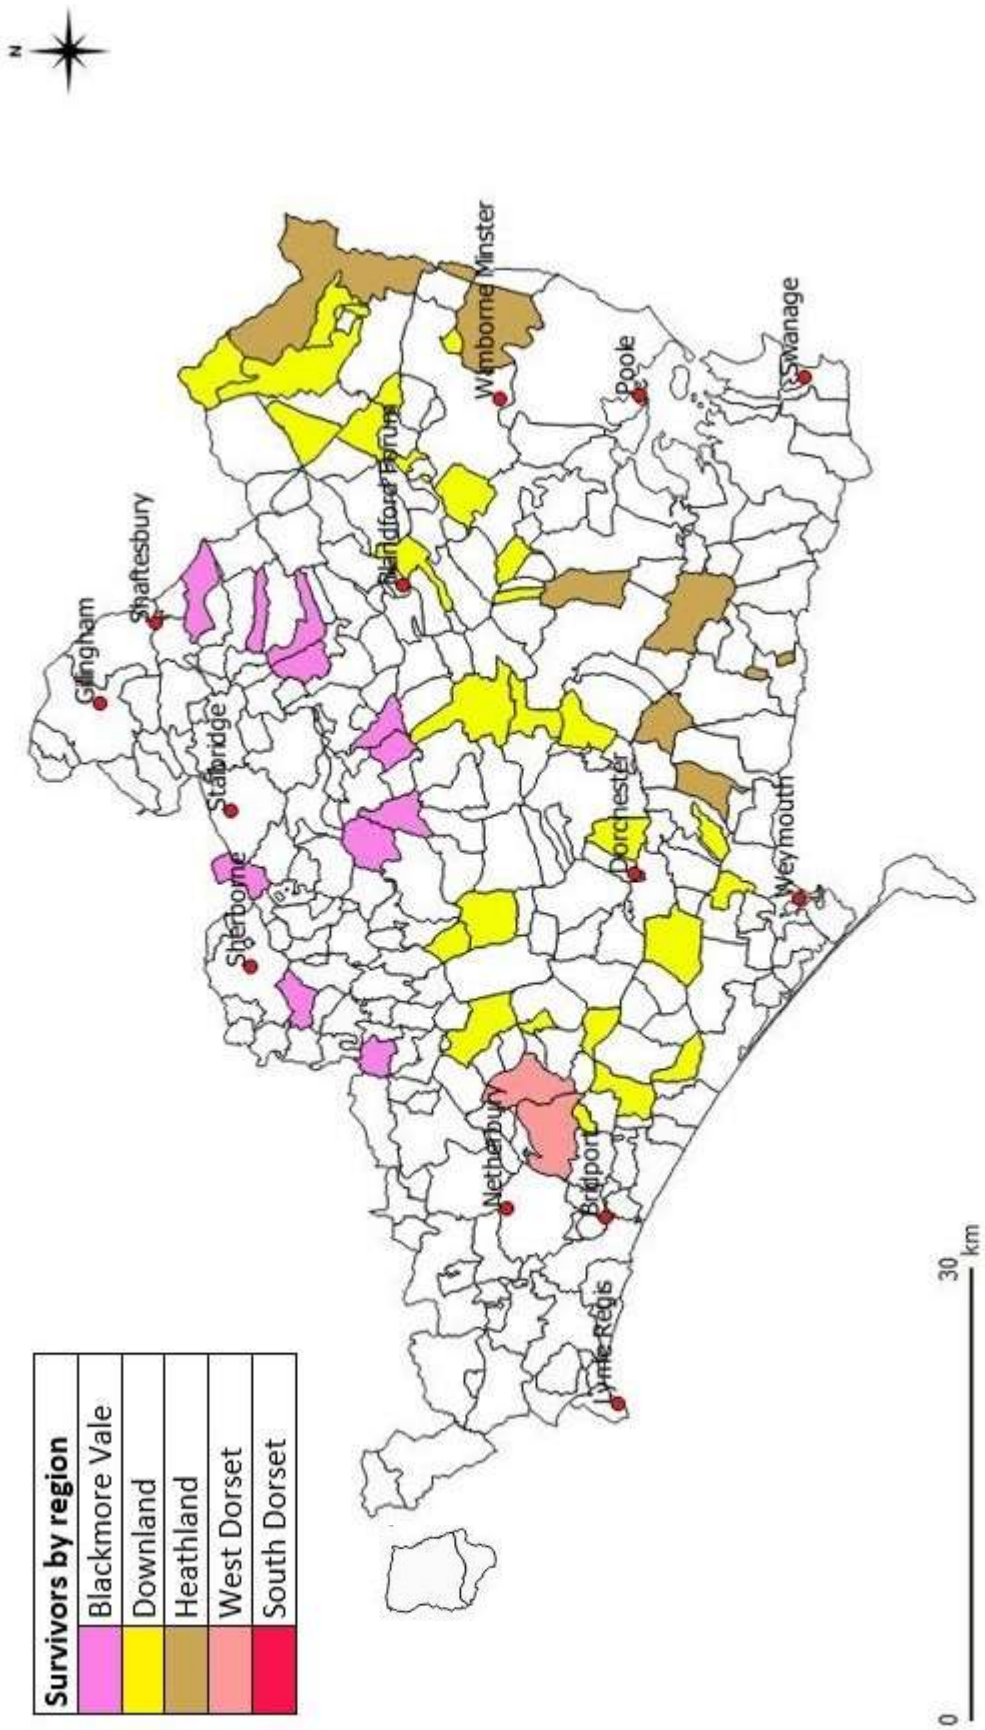 Survivors by region
Blackmore Vale
Downland
Heathland
West Dorset
South Dorset
N
Gillingham
Shaftesbury
Stalbridge
Sherbourne
Blandford Forum
Wimborne Minster
Netherbury
Bridport
Dorchester
Poole
Lyme Regis
Weymouth
Swanage
0
30
km